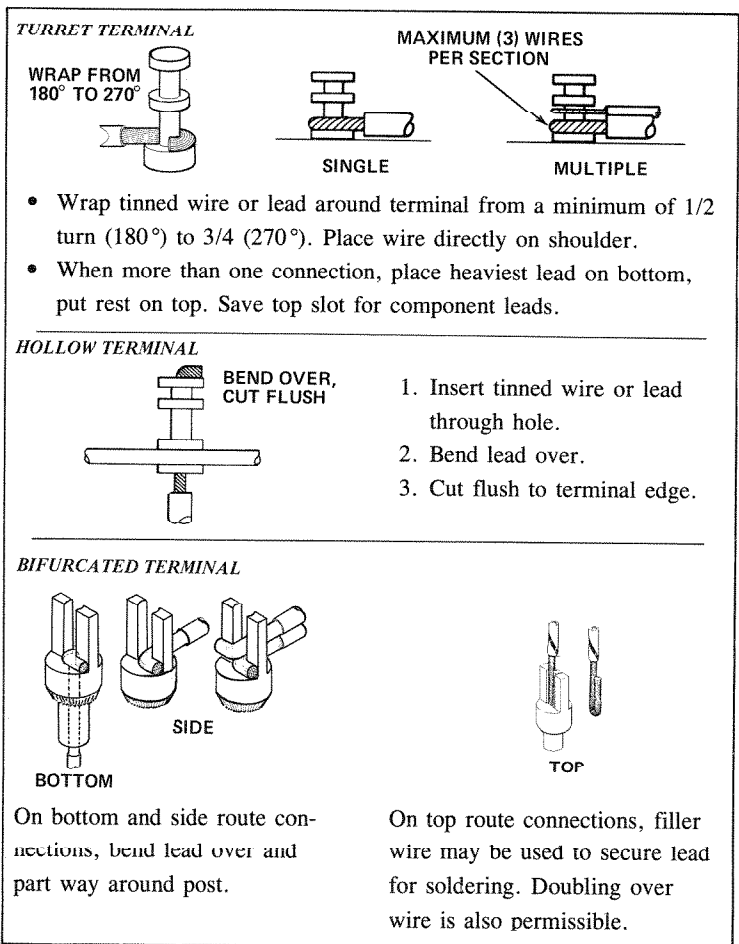 TURRET TERMINAL
WRAP FROM
180° TO 270°
MAXIMUM (3) WIRES
PER SECTION
SINGLE
MULTIPLE
• Wrap tinned wire or lead around terminal from a minimum of 1/2
turn (180°) to 3/4 (270°). Place wire directly on shoulder.
• When more than one connection, place heaviest lead on bottom,
put rest on top. Save top slot for component leads.
HOLLOW TERMINAL
BEND OVER,
CUT FLUSH
1. Insert tinned wire or lead
through hole.
2. Bend lead over.
3. Cut flush to terminal edge.
BIFURCATED TERMINAL
SIDE
BOTTOM
TOP
On bottom and side route con-
nections, bend lead over and
part way around post.
On top route connections, filler
wire may be used to secure lead
for soldering. Doubling over
wire is also permissible.